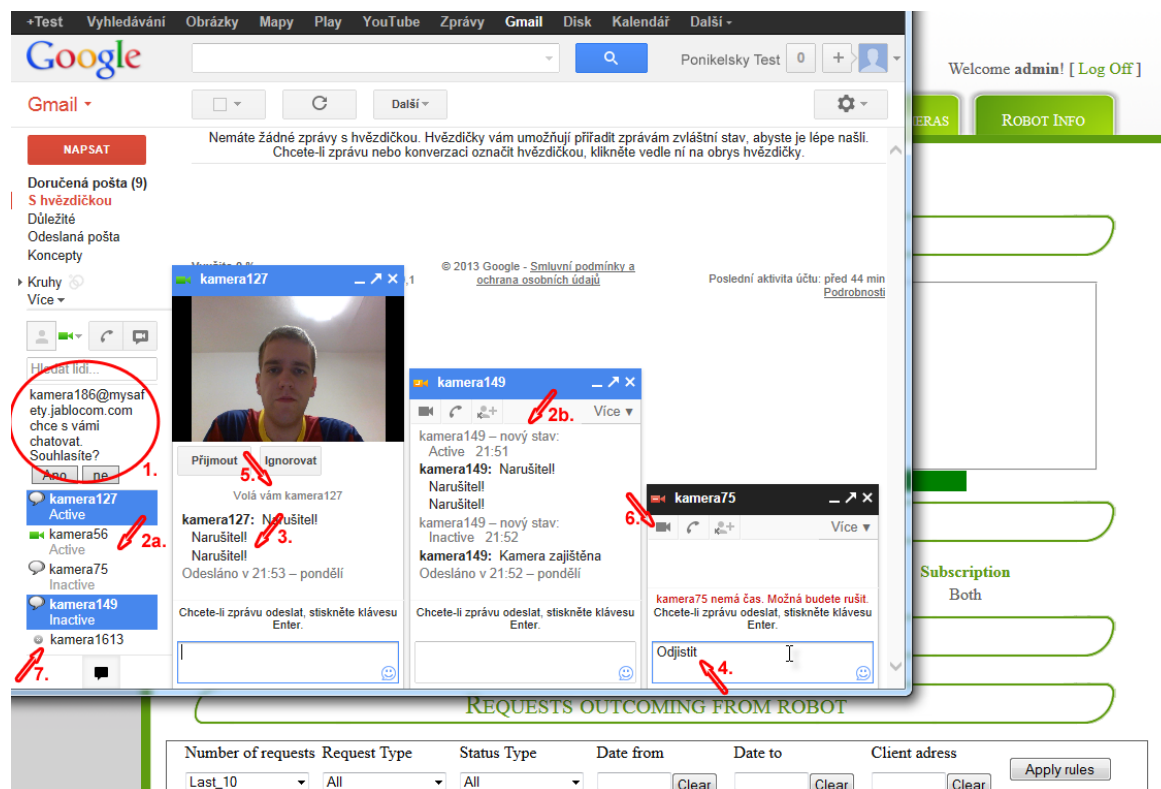 +Test Vyhledávání Obrázky Mapy Play YouTube Zprávy Gmail Disk Kalendář Další
Google
Ponikelsky Test 0 +
Welcome admin! [ Log Off ]
Gmail
Další
ERAS
ROBOT INFO
NAPSAT
Nemáte žádné zprávy s hvězdičkou. Hvězdičky vám umožňují přiřadit zprávám zvláštní stav, abyste je lépe našli.
Chcete-li zprávu nebo konverzaci označit hvězdičkou, klikněte vedle ní na obrys hvězdičky.
Doručená pošta (9)
S hvězdičkou
Důležité
Odeslaná pošta
Koncepty
Kruhy
Více
© 2013 Google - Smluvní podmínky a
ochrana osobních údajů
Poslední aktivita účtu: před 44 min
Podrobnosti
Hledat lidi...
kamera186@mysaf
ety.jablocom.com
chce s vámi
chatovat.
Souhlasíte?
Ano ne
1.
kamera127
Active
kamera56
Active
2a.
kamera75
Inactive
kamera149
Inactive
kamera1613
7.
kamera127
,1
Přijmout Ignorovat
5.
Volá vám kamera127
kamera127: Narušitel!
Narušitel!
3.
Narušitel!
Odesláno v 21:53 – pondělí
Chcete-li zprávu odeslat, stiskněte klávesu
Enter.
kamera149
2b.
Více ▼
kamera149 – nový stav:
Active 21:51
kamera149: Narušitel!
Narušitel!
Narušitel!
kamera149 – nový stav:
Inactive 21:52
kamera149: Kamera zajištěna
Odesláno v 21:52 – pondělí
Chcete-li zprávu odeslat, stiskněte klávesu
Enter.
kamera75
6.
Více ▼
kamera75 nemá čas. Možná budete rušit.
Chcete-li zprávu odeslat, stiskněte klávesu
Enter.
Odjistit
4.
Subscription
Both
REQUESTS OUTCOMING FROM ROBOT
Number of requests Request Type Status Type Date from Date to Client adress
Last_10 All All Clear Clear Clear
Apply rules